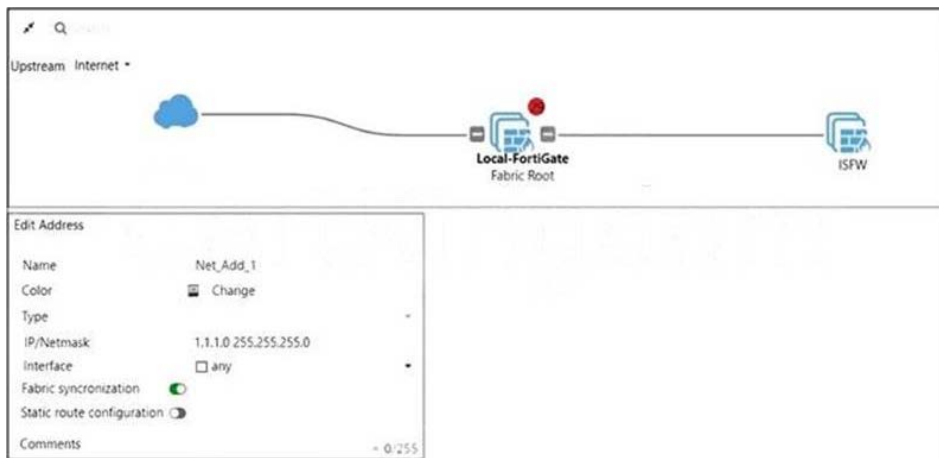 Upstream Internet
Local-FortiGate
Fabric Root
ISFW
Edit Address
Name Net_Add_1
Color Change
Type
IP/Netmask 1.1.1.0 255.255.255.0
Interface any
Fabric syncronization
Static route configuration
Comments 0/255